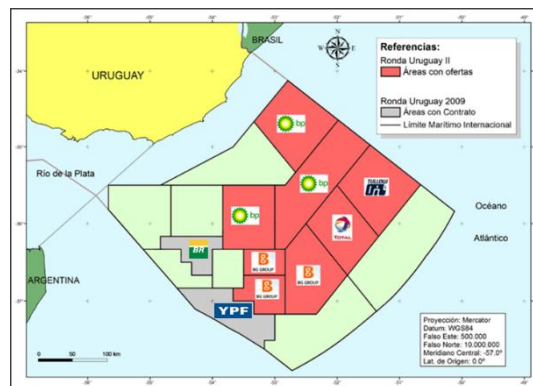 BRASIL
N
W
E
S
Referencias:
Ronda Uruguay II
Áreas con ofertas
Ronda Uruguay 2009
Áreas con Contrato
Límite Marítimo Internacional
URUGUAY
bp
Río de la Plata
bp
TULLOW
OIL
bp
Océano
TOTAL
Atlántico
BR
BG GROUP
ARGENTINA
BG GROUP
BG GROUP
YPF
Proyección: Mercator
Datum: WGS84
Falso Este: 500.000
Falso Norte: 10.000.000
Meridiano Central: -57.0º
Lat. de Origen: 0.0º
0
50
100 km